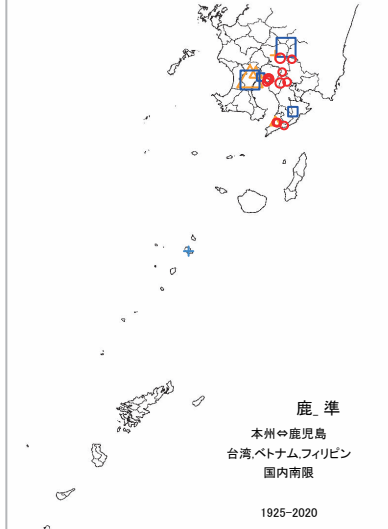 鹿_ 準
本州⇔鹿児島
台湾,ベトナム,フィリピン
国内南限
1925-2020